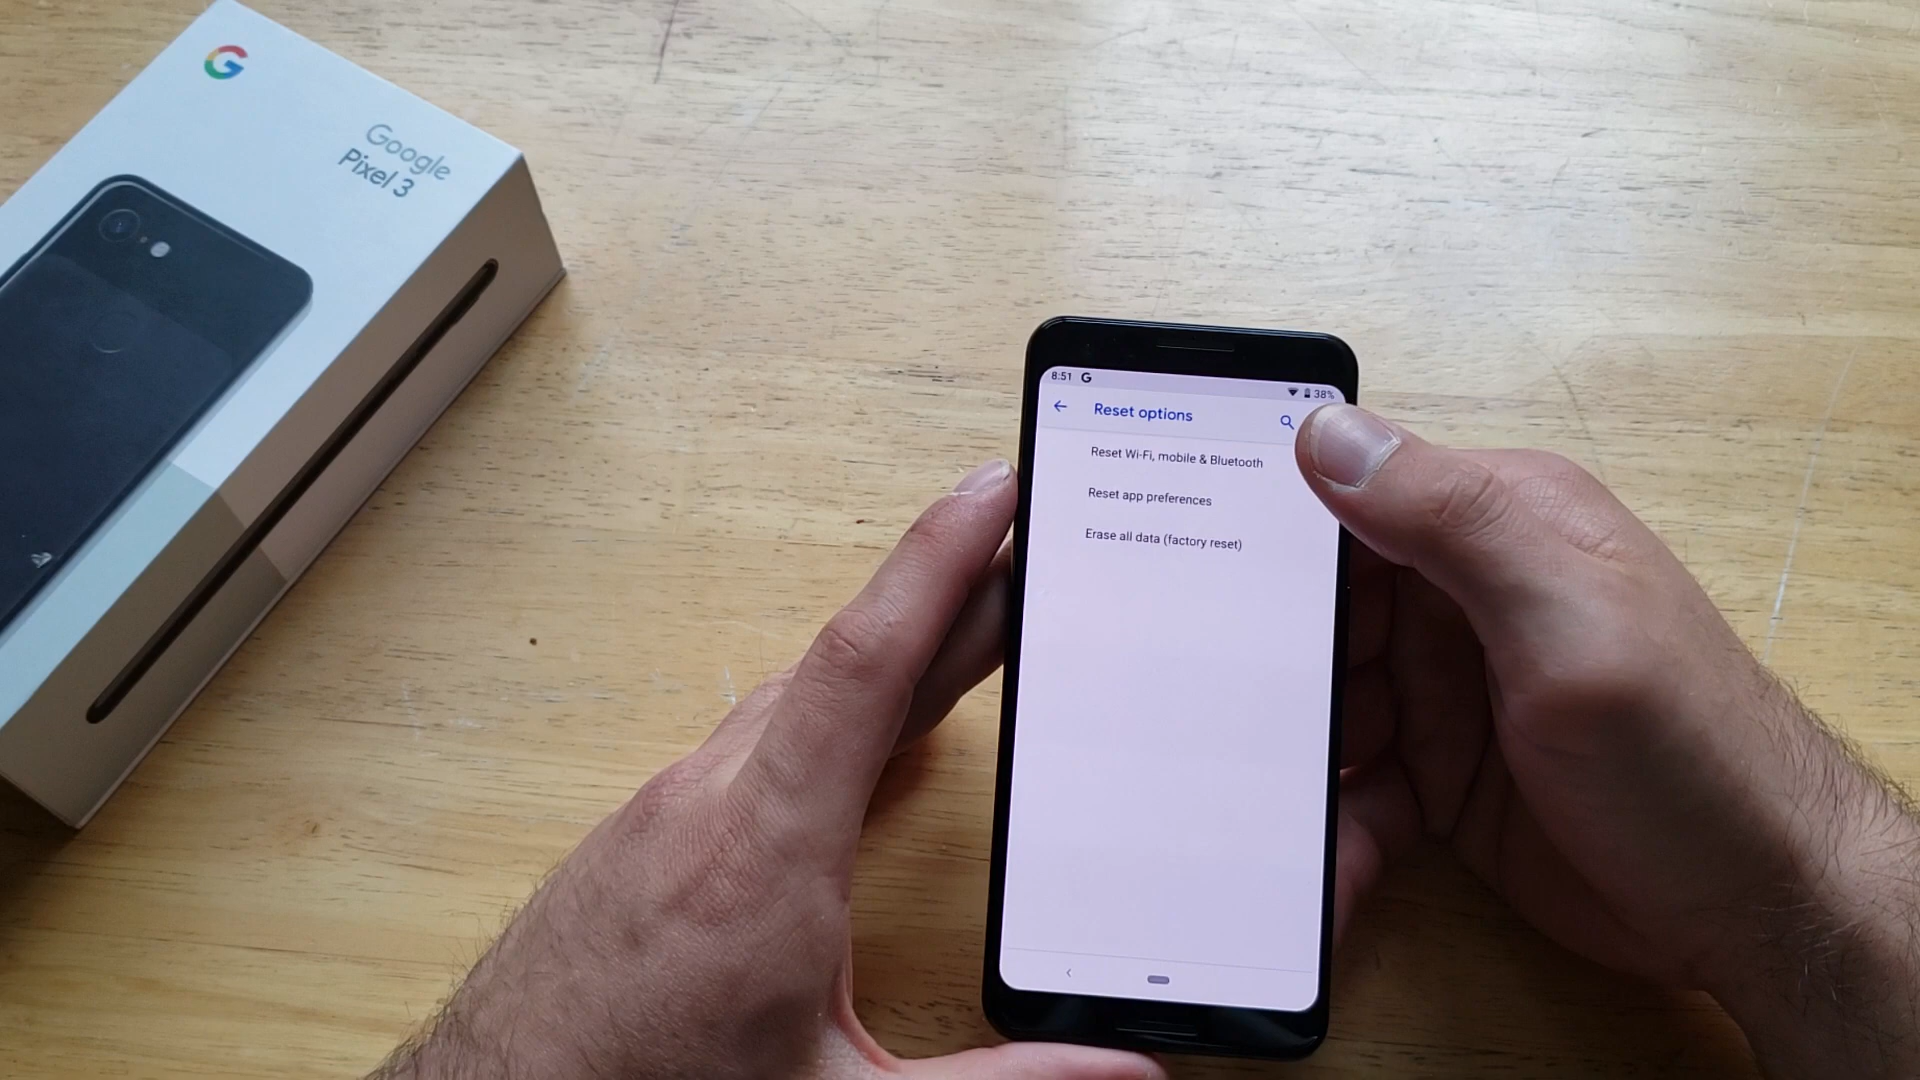 G
Google
Pixel 3
8:51 G
38%
Reset options
Reset Wi-Fi, mobile & Bluetooth
Reset app preferences
Erase all data (factory reset)